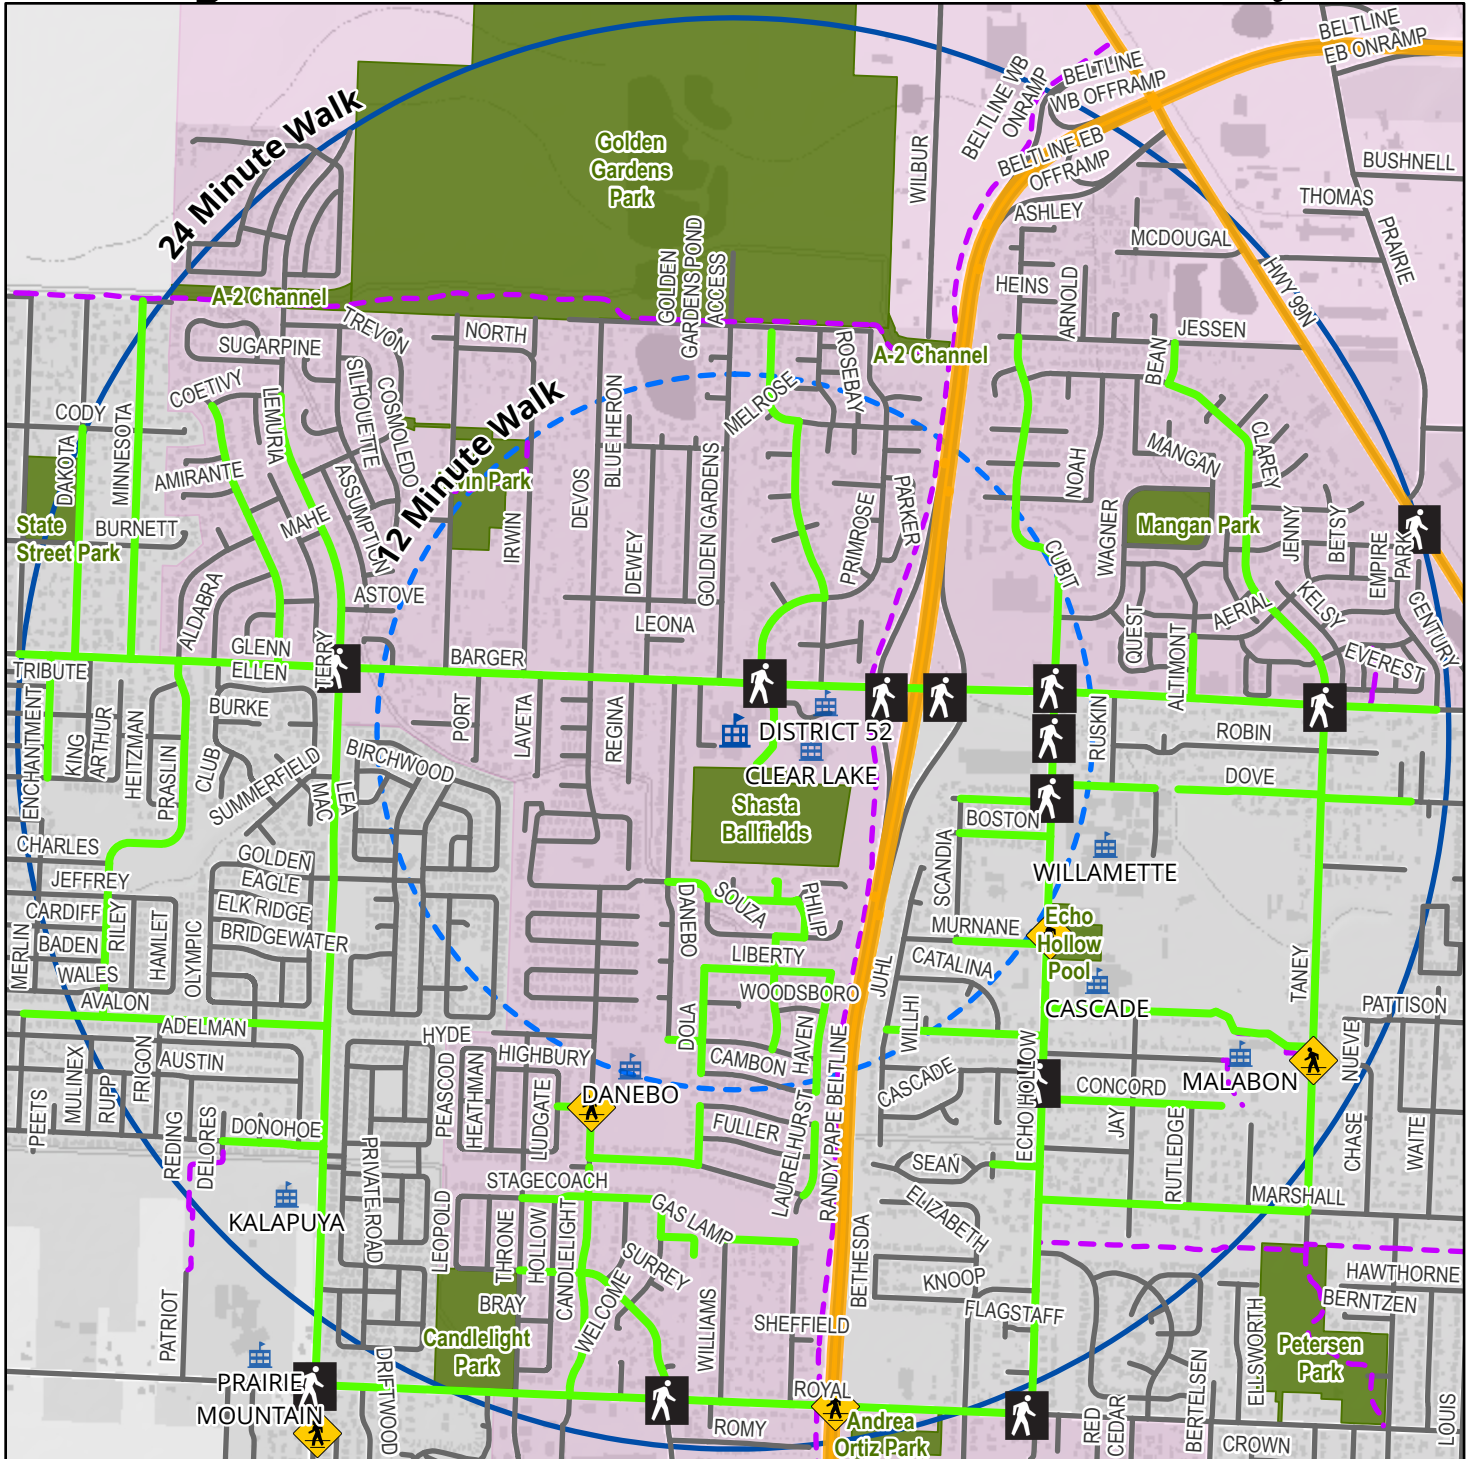 BELTLINE
EB ONRAMP
BELTLINE WB
ONRAMP
BELTLINE
WB OFFRAMP
BELTLINE EB
OFFRAMP
24 Minute Walk
Golden
Gardens
Park
WILBUR
BUSHNELL
THOMAS
ASHLEY
MCDOUGAL
PRAIRIE
HWY 99N
GOLDEN
GARDENS POND
ACCESS
HEINS
ARNOLD
A-2 Channel
TREVON
NORTH
SUGARPINE
ROSEBAY
A-2 Channel
JESSEN
BEAN
COETIVY
LEMURIA
SILHOUETTE
COSMOLEDO
12 Minute Walk
BLUE HERON
MELROSE
CODY
DAKOTA
MINNESOTA
AMIRANTE
ASSUMPTION
DEVOS
GOLDEN GARDENS
PARKER
NOAH
MANGAN
CLAREY
State
Street Park
BURNETT
MAHE
IRWIN
DEWEY
PRIMROSE
CUBIT
WAGNER
Mangan Park
JENNY
BETSY
EMPIRE
PARK
ALDABRA
ASTOVE
LEONA
QUEST
AERIAL
KELSY
CENTURY
GLENN
ELLEN
TERRY
BARGER
ALTIMONT
EVEREST
TRIBUTE
ENCHANTMENT
KING
ARTHUR
HEITZMAN
PRASLIN
BURKE
CLUB
SUMMERFIELD
MAC
LEA
BIRCHWOOD
PORT
LAVETA
REGINA
DISTRICT 52
CLEAR LAKE
RUSKIN
ROBIN
DOVE
Shasta
Ballfields
BOSTON
SCANDIA
WILLAMETTE
CHARLES
JEFFREY
CARDIFF
BADEN
WALES
AVALON
MERLIN
RILEY
HAMLET
OLYMPIC
GOLDEN
EAGLE
ELK RIDGE
BRIDGEWATER
DANEBO
SOUZA
PHILIP
LIBERTY
WOODSBORO
MURNANE
CATALINA
Echo
Hollow
Pool
CASCADE
JUHL
WILLHI
TANEY
PATTISON
ADELMAN
AUSTIN
HYDE
HIGHBURY
DIOLA
CAMBON
HAVEN
CASCADE
MALABON
NUEVE
CONCORD
PEETS
MULINEX
RUPP
FRIGON
REDING
DELORES
DONOHOE
PEASCOD
HEATHMAN
LUDGATE
DANEBO
FULLER
LAURELHURST
RANDY PAPE BELTLINE
ECHO HOLLOW
JAY
RUTLEDGE
CHASE
WAITE
KALAPUYA
PRIVATE ROAD
LEOPOLD
STAGECOACH
THRONE
HOLLOW
CANDLELIGHT
GAS LAMP
SURREY
WELCOME
SEAN
ELIZABETH
MARSHALL
BETHESDA
KNOOP
FLAGSTAFF
HAWTHORNE
BERNTZEN
PATRIOT
BRAY
Candlelight
Park
WILLIAMS
SHEFFIELD
ELLSWORTH
Petersen
Park
PRAIRIE
MOUNTAIN
DRIFTWOOD
ROYAL
ROMY
Andrea
Ortiz Park
RED
CEDAR
BERTELSEN
CROWN
LOUIS